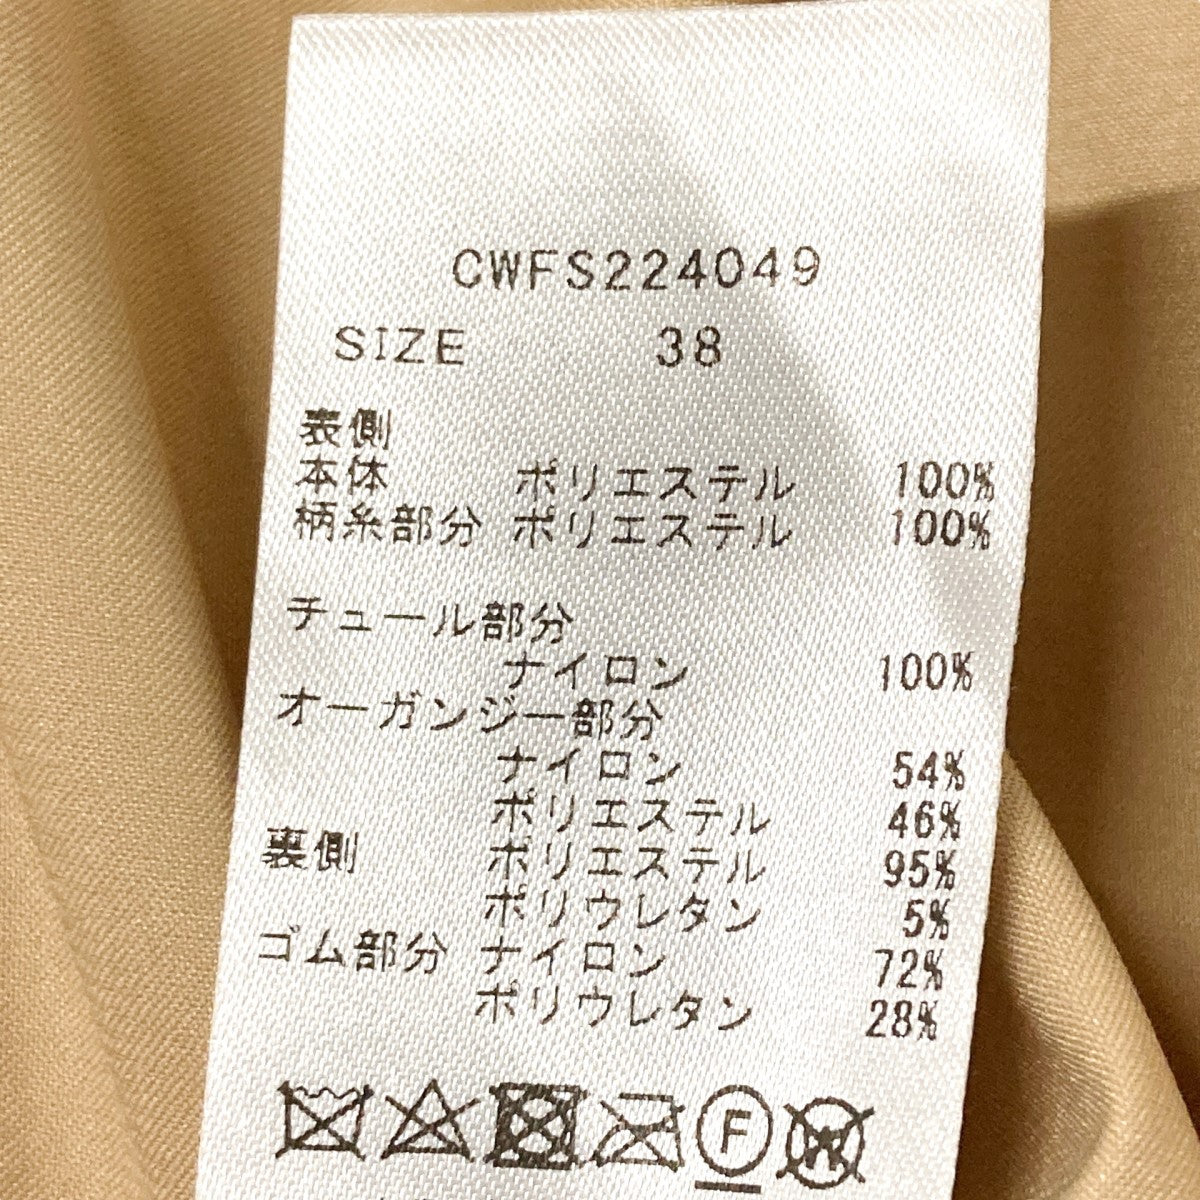 CWFS224049
SIZE 38
表側
本体 ポリエステル 100%
柄糸部分 ポリエステル 100%
チュール部分
ナイロン 100%
オーガンジー部分
ナイロン 54%
ポリエステル 46%
裏側 ポリエステル 95%
ポリウレタン 5%
ゴム部分 ナイロン 72%
ポリウレタン 28%
F W